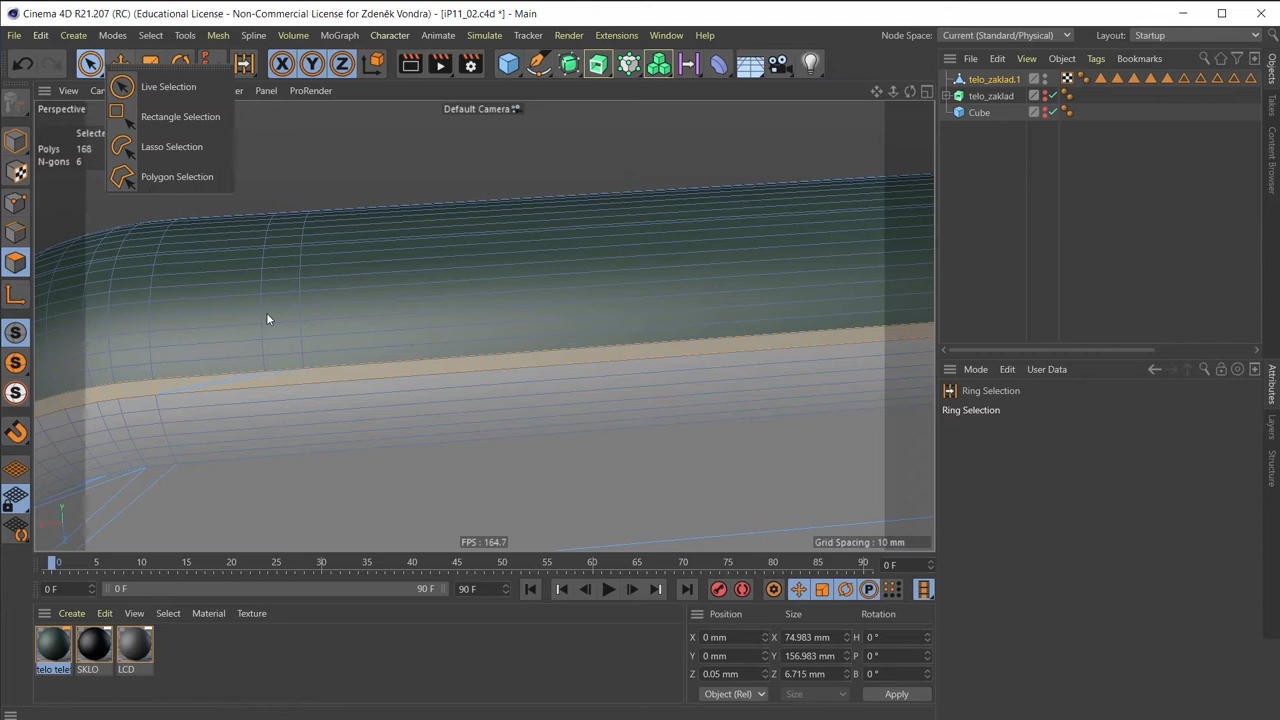 Cinema 4D R21.207 (RC) (Educational License - Non-Commercial License for Zdeněk Vondra) - [iP11_02.c4d *] - Main
File Edit Create Modes Select Tools Mesh Spline Volume MoGraph Character Animate Simulate Tracker Render Extensions Window Help Node Space: Current (Standard/Physical) Layout: Startup
X Y Z
View Panel ProRender
File Edit View Object Tags Bookmarks
Live Selection
Rectangle Selection
Lasso Selection
Polygon Selection
Perspective
Default Camera
Polys 168
N-gons 6
telo_zaklad.1
telo_zaklad
Cube
Objects
Mode Edit User Data
Ring Selection
Ring Selection
Attributes
Layers
Structure
FPS : 164.7
Grid Spacing : 10 mm
0 5 10 15 20 25 30 35 40 45 50 55 60 65 70 75 80 85 90 0 F
0 F 0 F 90 F 90 F
Create Edit View Select Material Texture
SKLO LCD
Position Size Rotation
X 0 mm X 74.983 mm H 0 °
Y 0 mm Y 156.983 mm P 0 °
Z 0.05 mm Z 6.715 mm B 0 °
Object (Rel) Size Apply